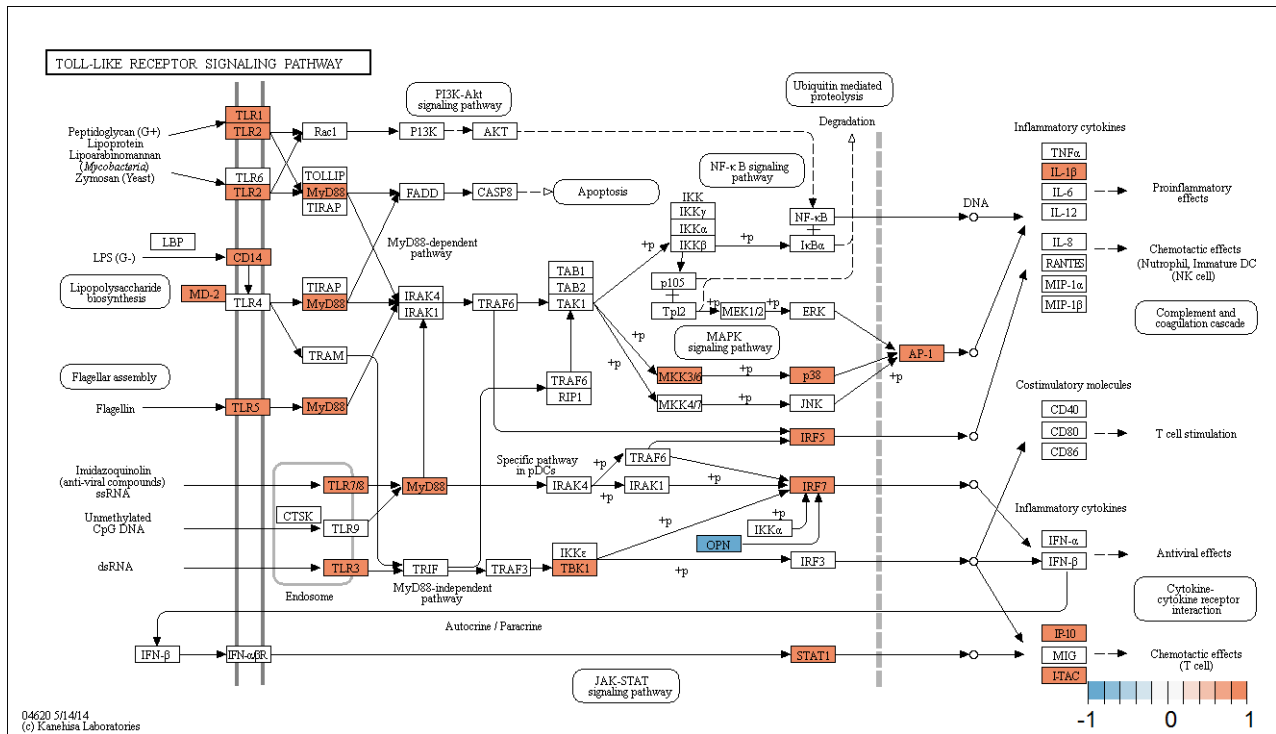 TOLL-LIKE RECEPTOR SIGNALING PATHWAY
PI3K-Akt
signaling pathway
Ubiquitin mediated
proteolysis
Degradation
TLR1
TLR2
Peptidoglycan (G+)
Lipoprotein
Lipoarabinomannan
(Mycobacteria)
Zymosan (Yeast)
Rac1
P13K
AKT
Inflammatory cytokines
TNFα
IL-1β
IL-6
IL-12
Proinflammatory
effects
TLR6
TLR2
TOLLIP
MyD88
TIRAP
FADD
CASP8
Apoptosis
NF-κ B signaling
pathway
IKK
IKKγ
IKKα
IKKβ
+p
NF-κB
IκBα
DNA
LBP
LPS (G-)
CD14
MyD88-dependent
pathway
+p
IL-8
RANTES
MIP-1α
MIP-1β
Chemotactic effects
(Nutrophil, Immature DC
(NK cell)
Lipopolysaccharide
biosynthesis
MD-2
TLR4
TIRAP
MyD88
IRAK4
IRAK1
TRAF6
TAB1
TAB2
TAK1
p105
Tpl2
+p
MEK1/2
+p
ERK
Complement and
coagulation cascade
TRAM
MAPK
signaling pathway
AP-1
+p
+p
+p
Flagellar assembly
TRAF6
RIP1
MKK3/6
+p
p38
MKK4/7
+p
JNK
Flagellin
TLR5
MyD88
Costimulatory molecules
CD40
CD80
CD86
T cell stimulation
IRF5
Imidazoquinolin
(anti-viral compounds)
ssRNA
TLR7/8
MyD88
Specific pathway
in pDCs
IRAK4
+p
+p
TRAF6
IRAK1
+p
+p
IRF7
Unmethylated
CpG DNA
CTSK
TLR9
Inflammatory cytokines
IFN-α
IFN-β
Antiviral effects
+p
IKKα
+p
OPN
dsRNA
TLR3
TRIF
TRAF3
IKKε
TBK1
+p
IRF3
Endosome
MyD88-independent
pathway
Cytokine-
cytokine receptor
interaction
Autocrine / Paracrine
IFN-β
IFN-αβR
STAT1
IP-10
MIG
I-TAC
Chemotactic effects
(T cell)
JAK-STAT
signaling pathway
-1 0 1
04620 5/14/14
(c) Kanehisa Laboratories